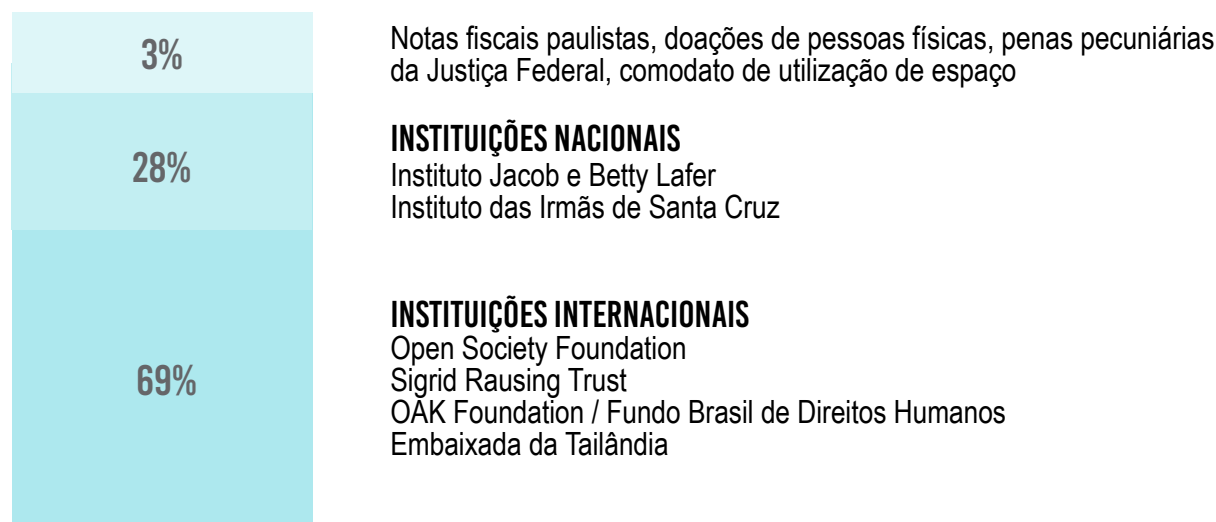 3%
Notas fiscais paulistas, doações de pessoas físicas, penas pecuniárias
da Justiça Federal, comodato de utilização de espaço
28%
INSTITUIÇÕES NACIONAIS
Instituto Jacob e Betty Lafer
Instituto das Irmãs de Santa Cruz
69%
INSTITUIÇÕES INTERNACIONAIS
Open Society Foundation
Sigrid Rausing Trust
OAK Foundation / Fundo Brasil de Direitos Humanos
Embaixada da Tailândia